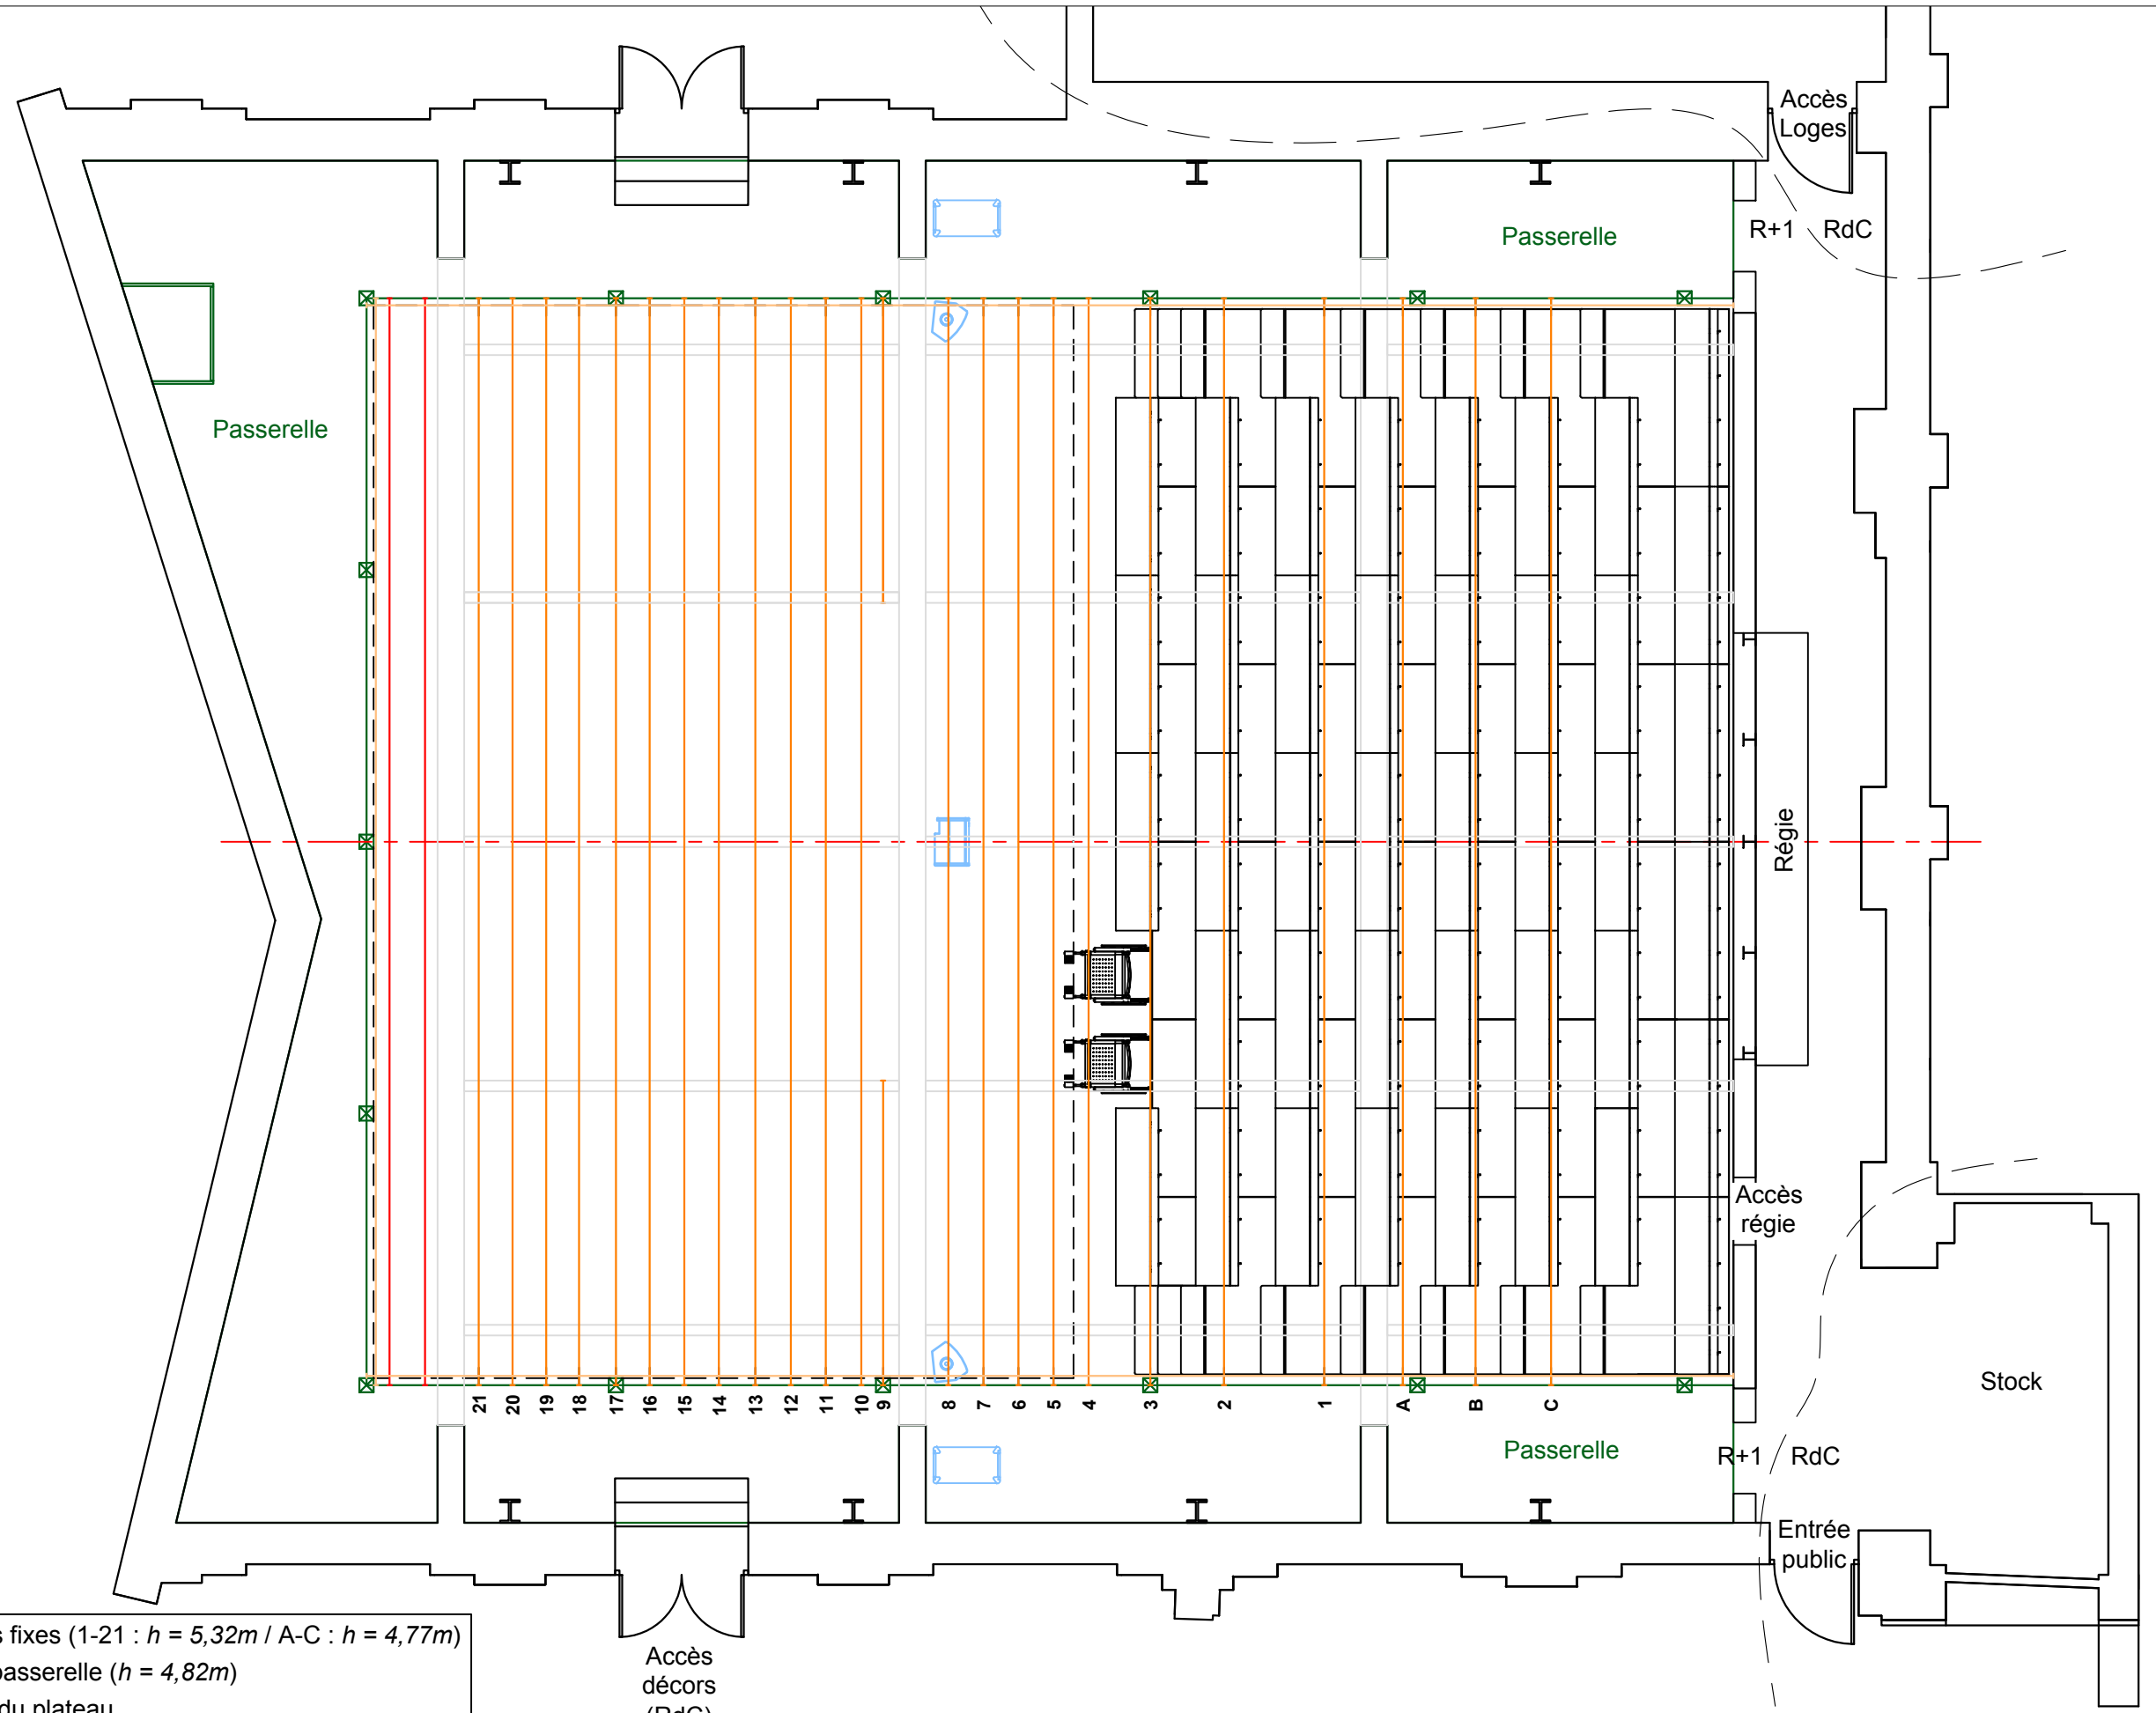 Accès
Loges
R+1 RdC
Passerelle
Passerelle
Régie
Accès
régie
Stock
21 20 19 18 17 16 15 14 13 12 11 10 9 8 7 6 5 4 3 2 1 A B C
Passerelle
R+1 RdC
Entrée
public
s fixes (1-21 : h = 5,32m / A-C : h = 4,77m)
passerelle (h = 4,82m)
du plateau
Accès
décors
(RdC)